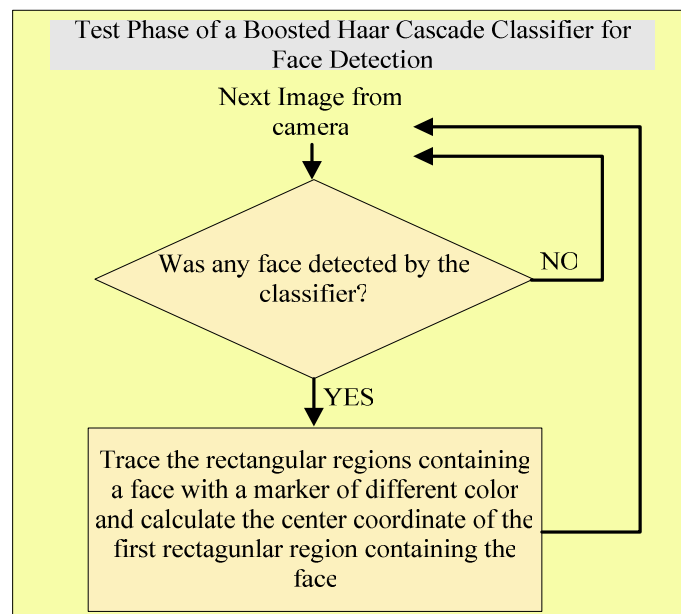 Test Phase of a Boosted Haar Cascade Classifier for
Face Detection
Next Image from
camera
Was any face detected by the
classifier?
NO
YES
Trace the rectangular regions containing
a face with a marker of different color
and calculate the center coordinate of the
first rectagunlar region containing the
face